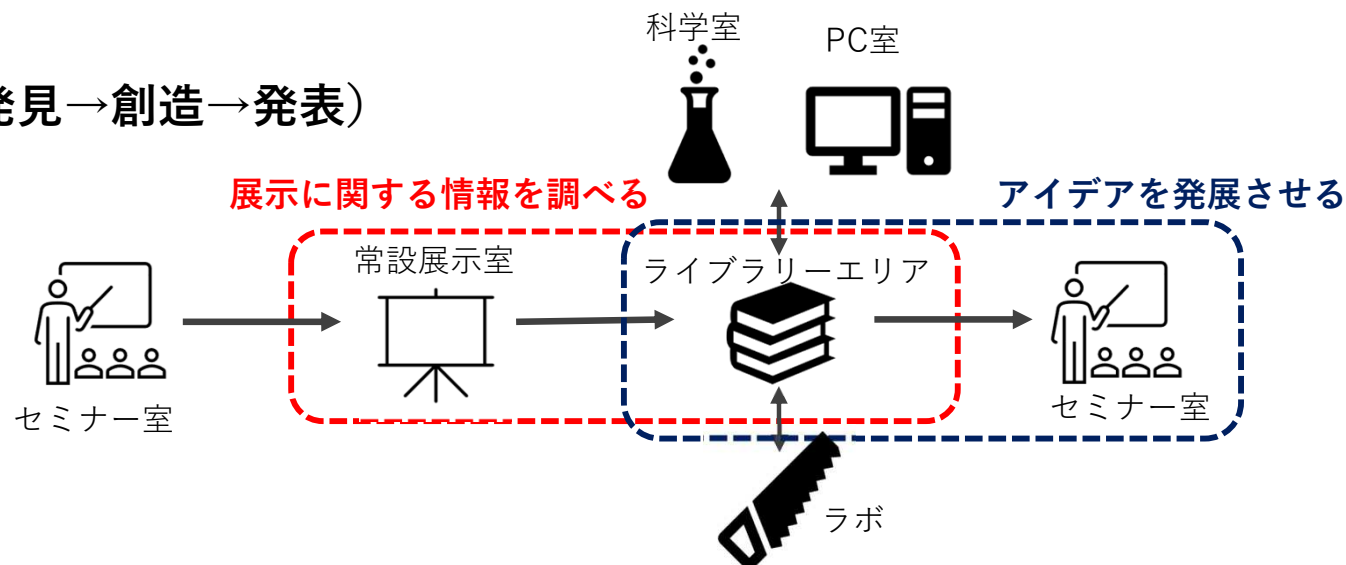 科学室
PC室
発見→創造→発表）
展示に関する情報を調べる
アイデアを発展させる
常設展示室
ライブラリーエリア
セミナー室
セミナー室
ラボ